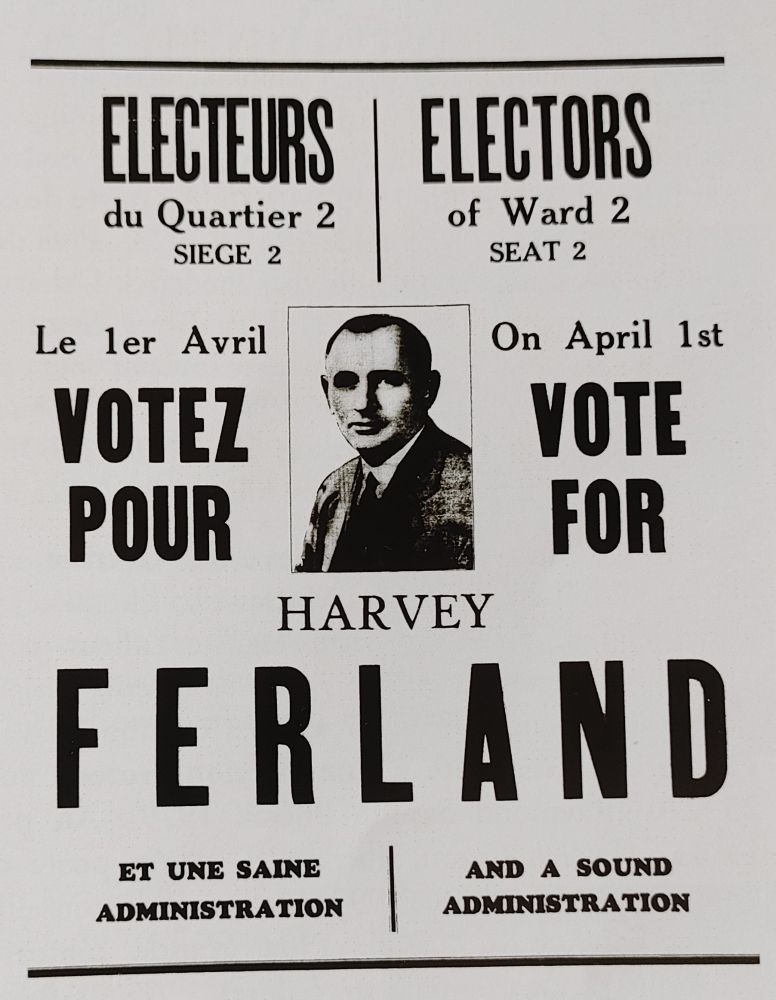 ELECTEURS
du Quartier 2
SIEGE 2
ELECTORS
of Ward 2
SEAT 2
Le 1er Avril
VOTEZ
POUR
On April 1st
VOTE
FOR
HARVEY
FERLAND
ET UNE SAINE
ADMINISTRATION
AND A SOUND
ADMINISTRATION